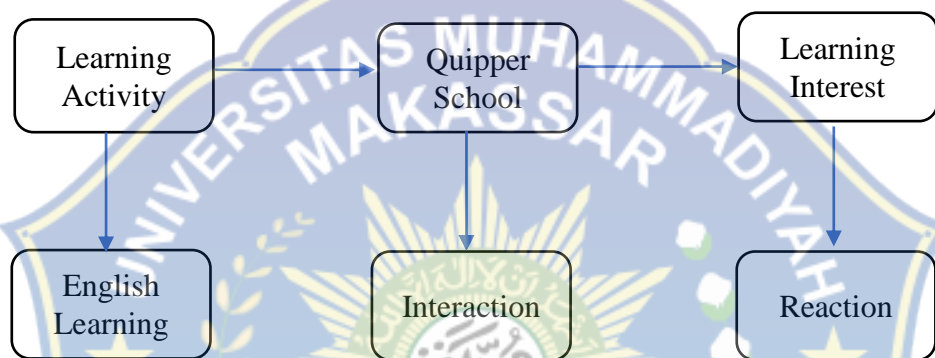 Learning
Activity
Quipper
School
Learning
Interest
UNIVERSITAS MUHAMMADIYAH
MAKASSAR
English
Learning
Interaction
Reaction